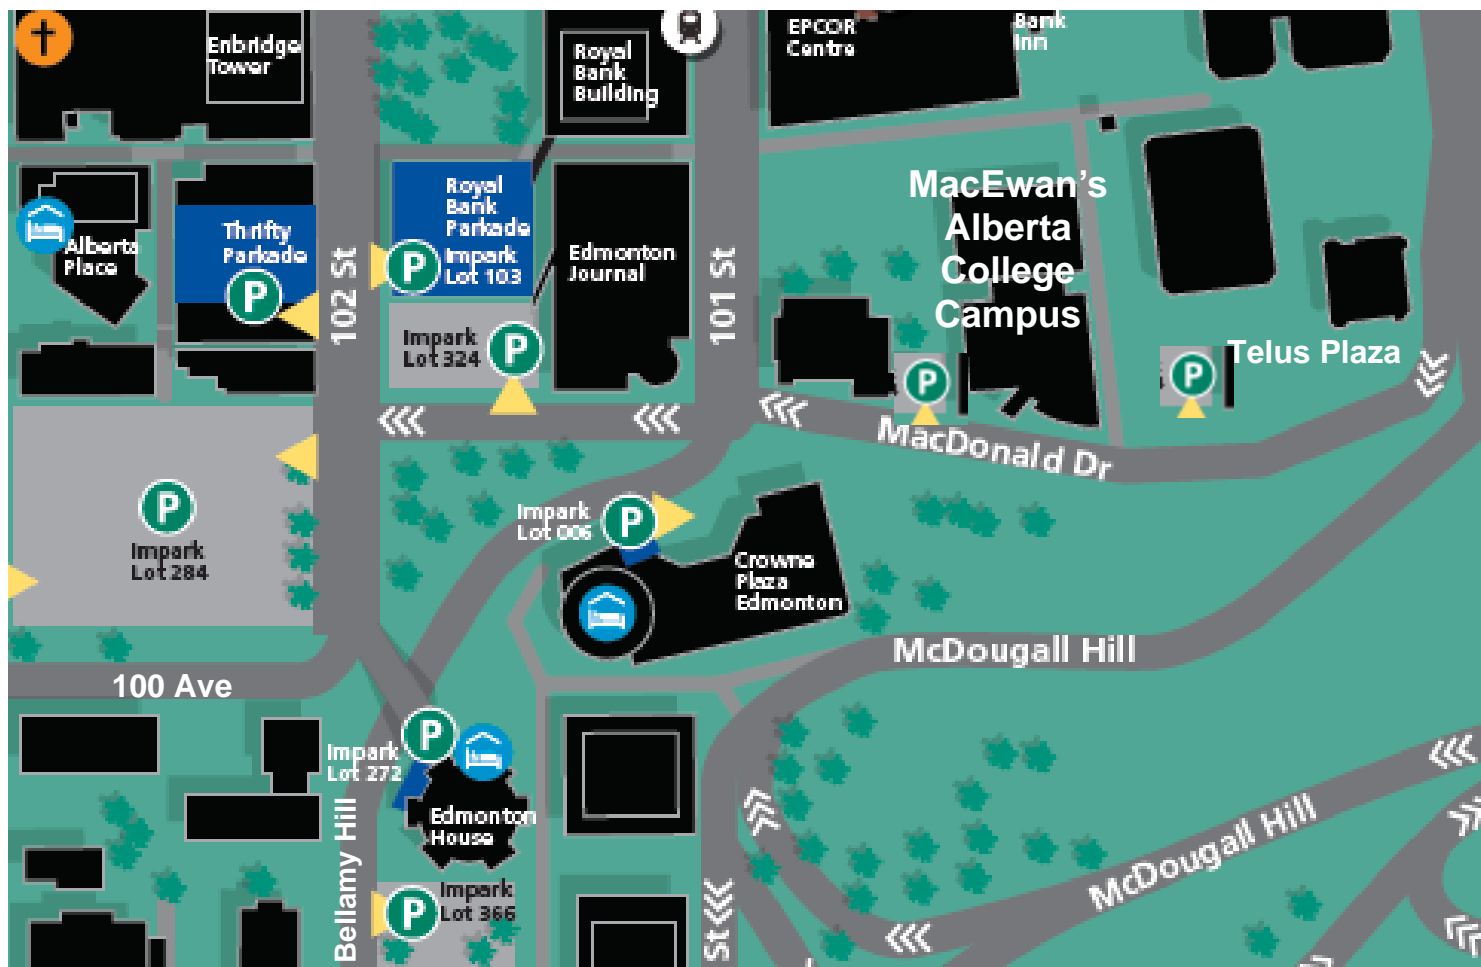 Enbridge
Tower
Royal
Bank
Building
EPCOR
Centre
Bank
Inn
Alberta
Place
Thrifty
Parkade
P
102 St
Royal
Bank
Parkade
Impark
Lot 103
P
Impark
Lot 324
P
Edmonton
Journal
101 St
MacEwan’s
Alberta
College
Campus
P
P
Telus Plaza
MacDonald Dr
P
Impark
Lot 284
Impark
Lot 006
P
Crowne
Plaza
Edmonton
McDougall Hill
100 Ave
P
Impark
Lot 272
Edmonton
House
Bellamy Hill
P
Impark
Lot 366
St
McDougall Hill